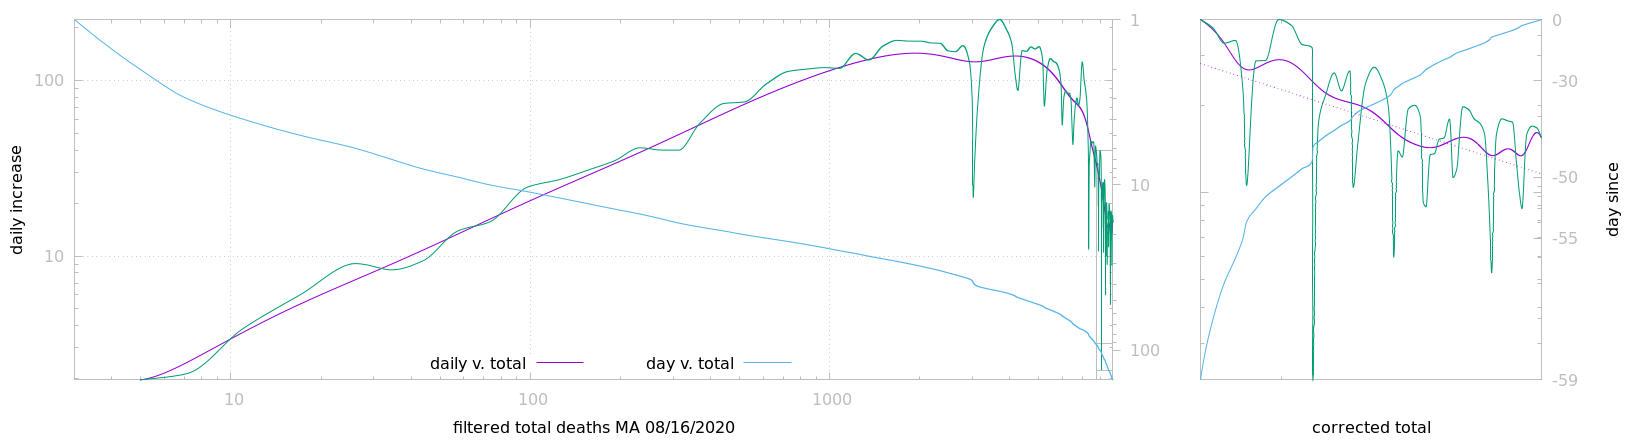 daily increase
100
10
10
100
1000
1
10
100
daily v. total
day v. total
filtered total deaths MA 08/16/2020
0
-30
-50
-55
-59
day since
corrected total